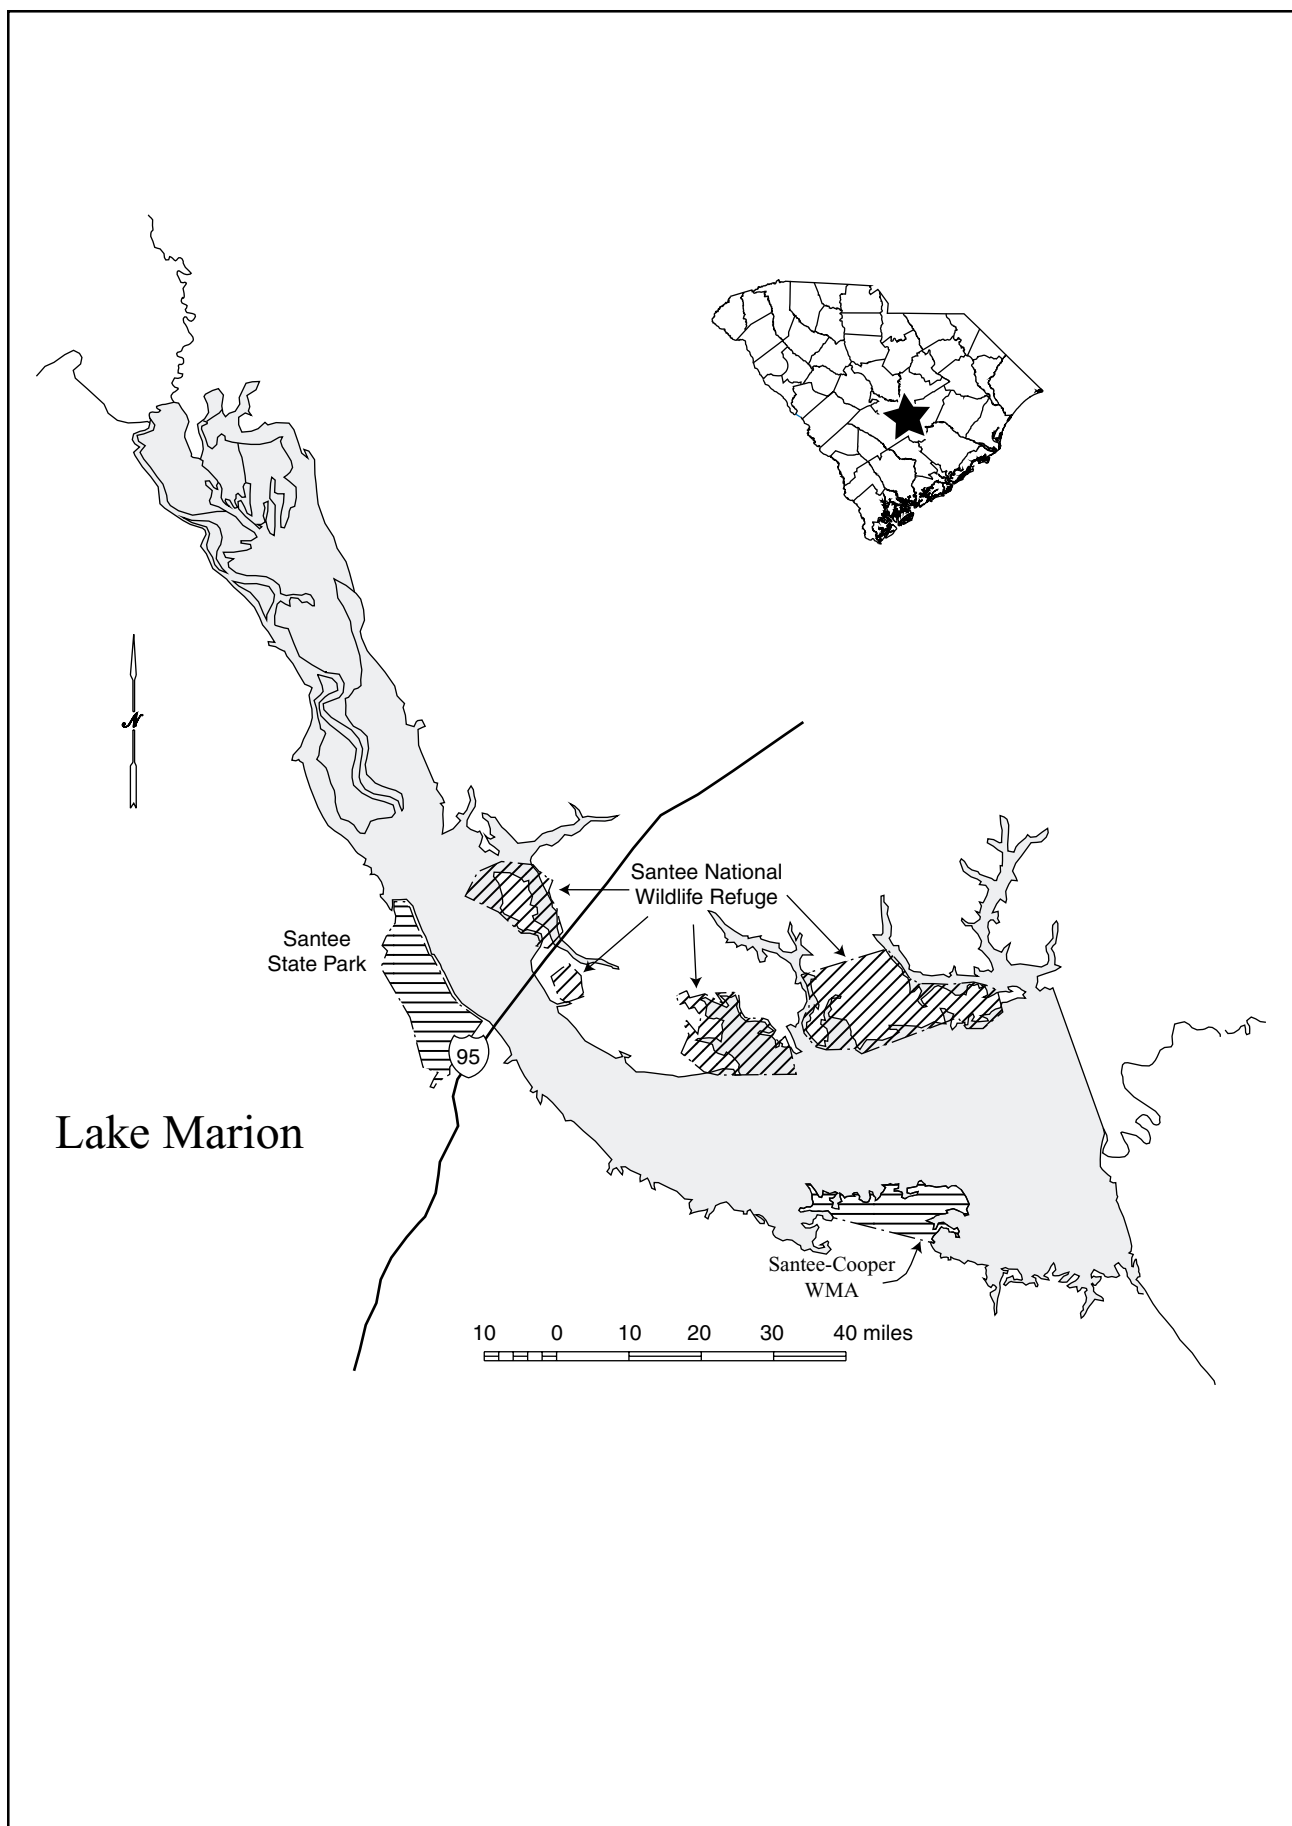 N
Santee National
Wildlife Refuge
Santee
State Park
95
Lake Marion
Santee-Cooper
WMA
10 0 10 20 30 40 miles